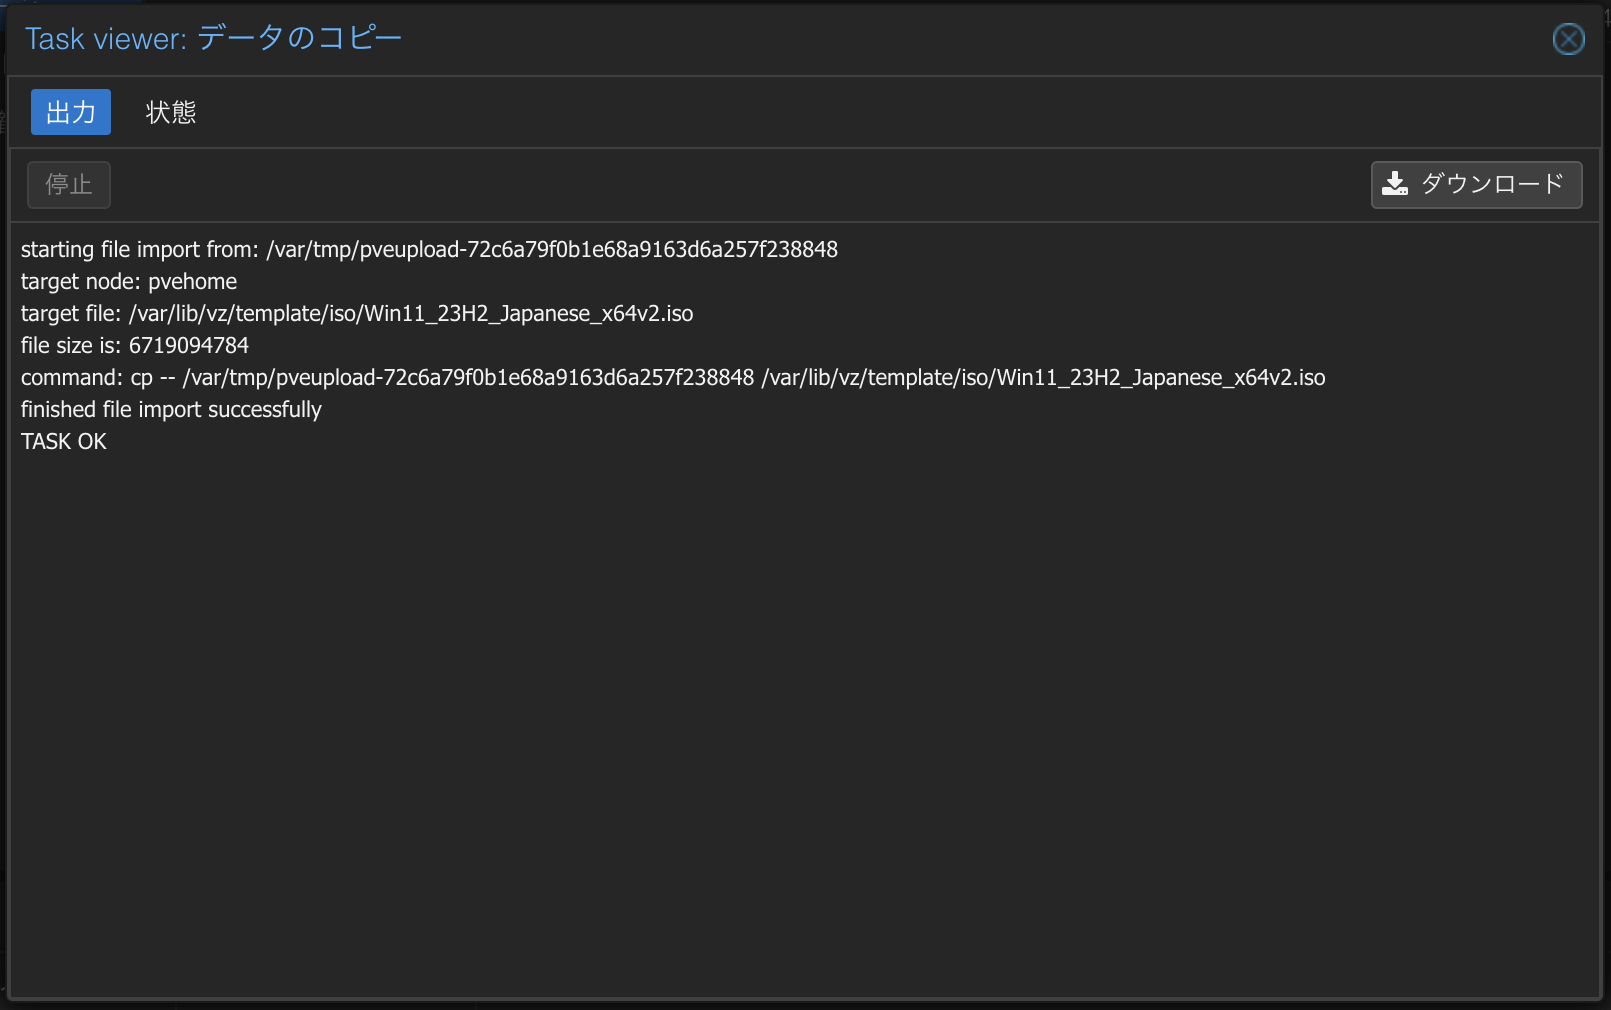 Task viewer: データのコピー
出力 状態
停止 ダウンロード
starting file import from: /var/tmp/pveupload-72c6a79f0b1e68a9163d6a257f238848
target node: pvehome
target file: /var/lib/vz/template/iso/Win11_23H2_Japanese_x64v2.iso
file size is: 6719094784
command: cp -- /var/tmp/pveupload-72c6a79f0b1e68a9163d6a257f238848 /var/lib/vz/template/iso/Win11_23H2_Japanese_x64v2.iso
finished file import successfully
TASK OK